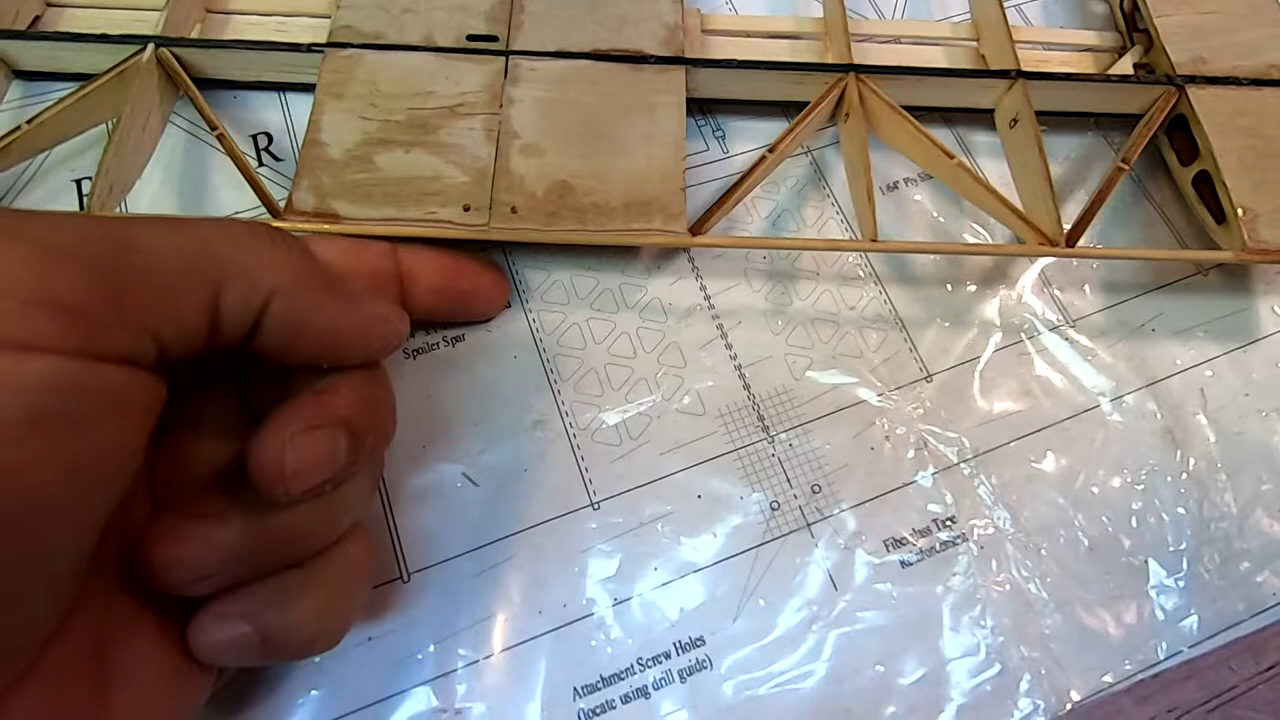 R
1/64" Ply
Spoiler Spar
Fiberglass Tape
Reinforcement
Attachment Screw Holes
(locate using drill guide)